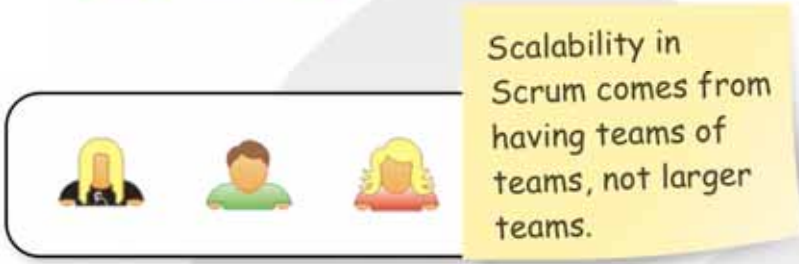 Scalability in
Scrum comes from
having teams of
teams, not larger
teams.